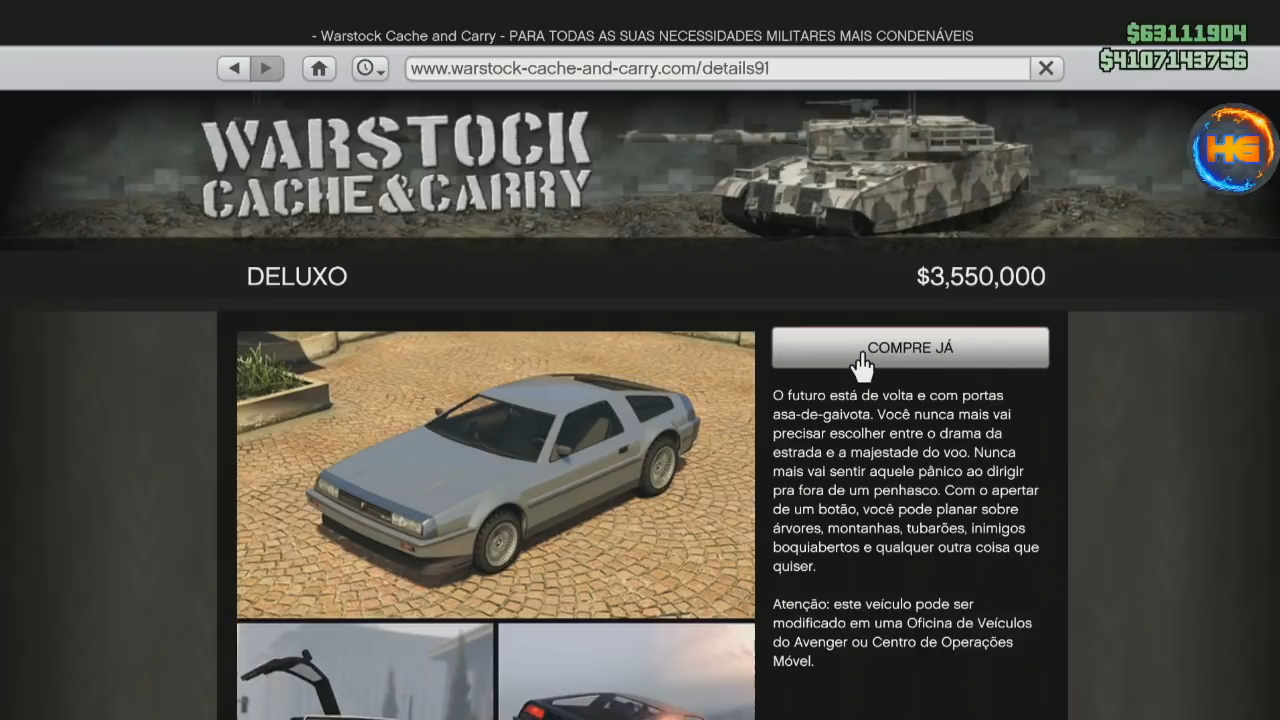 - Warstock Cache and Carry - PARA TODAS AS SUAS NECESSIDADES MILITARES MAIS CONDENÁVEIS
$63111904
$4107143756
www.warstock-cache-and-carry.com/details91
WARSTOCK
CACHE&CARRY
HG
DELUXO
$3,550,000
COMPRE JÁ
O futuro está de volta e com portas
asa-de-gaivota. Você nunca mais vai
precisar escolher entre o drama da
estrada e a majestade do voo. Nunca
mais vai sentir aquele pânico ao dirigir
pra fora de um penhasco. Com o apertar
de um botão, você pode planar sobre
árvores, montanhas, tubarões, inimigos
boquiabertos e qualquer outra coisa que
quiser.
Atenção: este veículo pode ser
modificado em uma Oficina de Veículos
do Avenger ou Centro de Operações
Móvel.